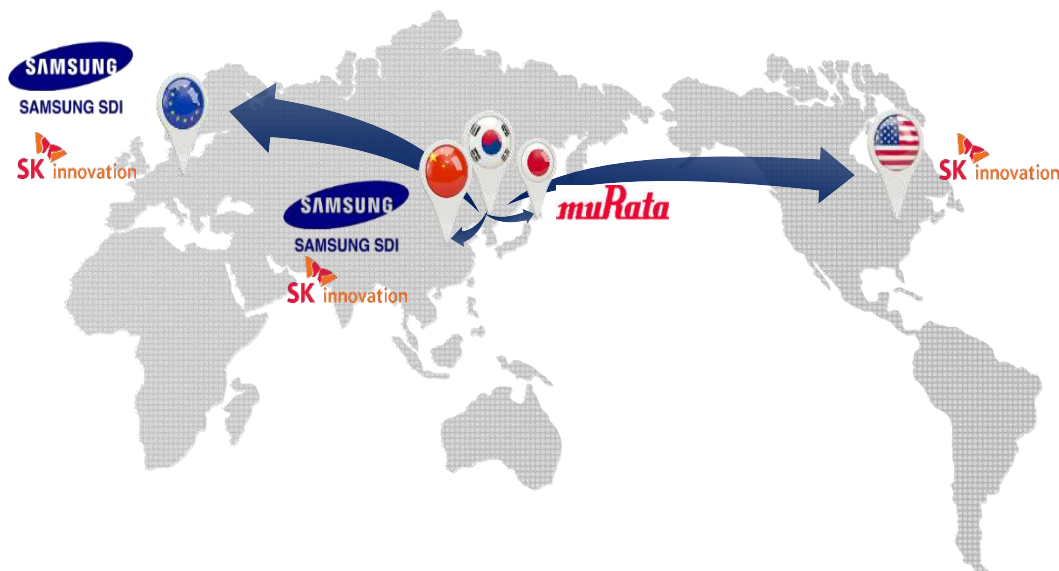 SAMSUNG
SAMSUNG SDI
SK innovation
SAMSUNG
SAMSUNG SDI
SK innovation
muRata
SK innovation